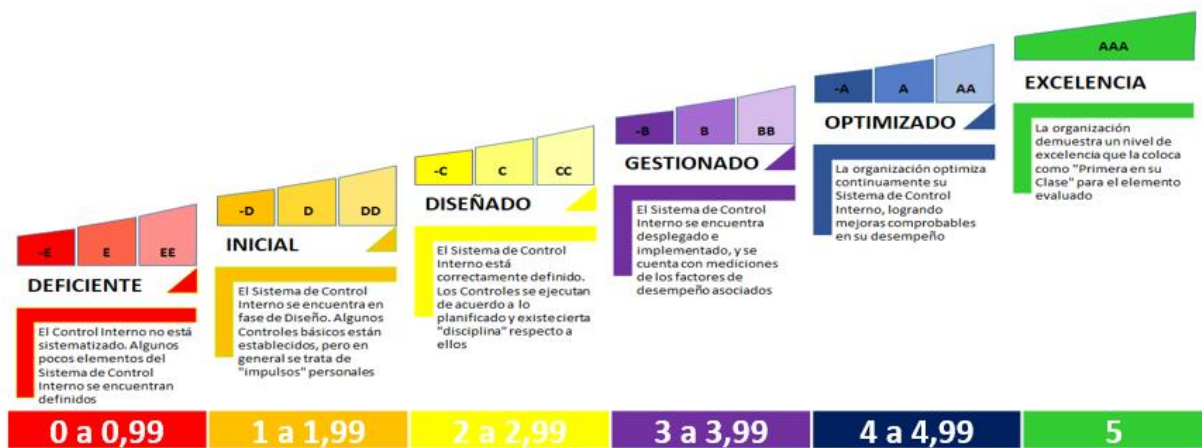 -E E EE
DEFICIENTE
El Control Interno no está
sistematizado. Algunos
pocos elementos del
Sistema de Control
Interno se encuentran
definidos
0 a 0,99
-D D DD
INICIAL
El Sistema de Control
Interno se encuentra en
fase de Diseño. Algunos
Controles básicos están
establecidos, pero en
general se trata de
"impulsos" personales
1 a 1,99
-C C CC
DISEÑADO
El Sistema de Control
Interno está
correctamente definido.
Los Controles se ejecutan
de acuerdo a lo
planificado y existe cierta
"disciplina" respecto a
ellos
2 a 2,99
-B B BB
GESTIONADO
El Sistema de Control
Interno se encuentra
desplegado e
implementado, y se
cuenta con mediciones
de los factores de
desempeño asociados
3 a 3,99
-A A AA
OPTIMIZADO
La organización optimiza
continuamente su
Sistema de Control
Interno, logrando
mejoras comprobables
en su desempeño
4 a 4,99
AAA
EXCELENCIA
La organización
demuestra un nivel de
excelencia que la coloca
como "Primera en su
Clase" para el elemento
evaluado
5